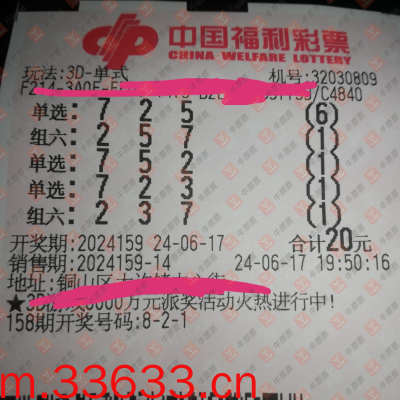 中国福利彩票
CHINA WELFARE LOTTERY
玩法:3D-单式 机号:32030809
/C4840
单选: 7 2 5 (6)
组六: 2 5 7 (1)
单选: 7 5 2 (1)
单选: 7 2 3 (1)
组六: 2 3 7 (1)
开奖期:2024159 24-06-17 合计20元
销售期:2024159-14 24-06-17 19:50:16
地址:铜山区
万元派奖活动火热进行中!
158期开奖号码:8-2-1
m.33633.cn